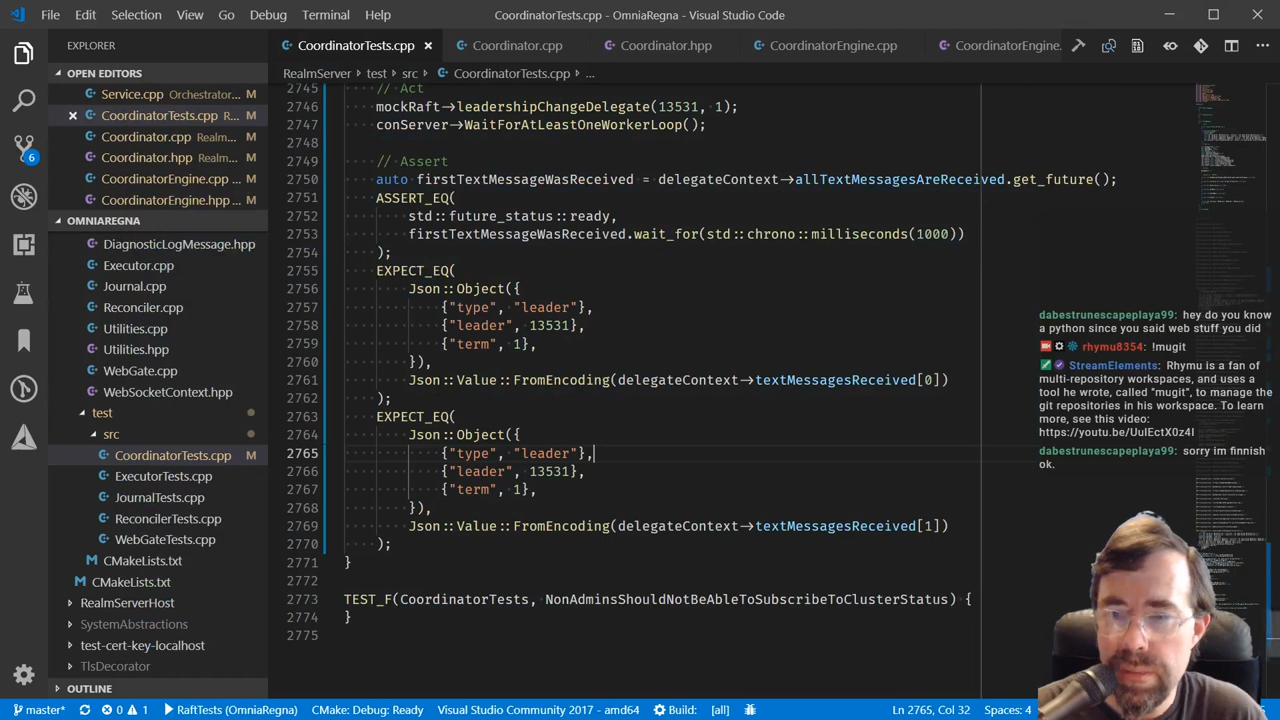 File Edit Selection View Go Debug Terminal Help
CoordinatorTests.cpp - OmniaRegna - Visual Studio Code
EXPLORER
CoordinatorTests.cpp
Coordinator.cpp
Coordinator.hpp
CoordinatorEngine.cpp
CoordinatorEngine.
OPEN EDITORS
RealmServer > test > src > CoordinatorTests.cpp > ...
Service.cpp Orchestrator... M
CoordinatorTests.cpp R... M
Coordinator.cpp Realm... M
Coordinator.hpp Realm... M
CoordinatorEngine.cpp M
CoordinatorEngine.hpp M
6
OMNIAREGNA
DiagnosticLogMessage.hpp
Executor.cpp
Journal.cpp
Reconciler.cpp
Utilities.cpp
Utilities.hpp
WebGate.cpp
WebSocketContext.hpp
test
src
CoordinatorTests.cpp M
ExecutorTests.cpp
JournalTests.cpp
ReconcilerTests.cpp
WebGateTests.cpp
CMakeLists.txt
CMakeLists.txt
RealmServerHost
SystemAbstractions
test-cert-key-localhost
TlsDecorator
OUTLINE
2745 // Act
2746 mockRaft->leadershipChangeDelegate(13531, 1);
2747 conServer->WaitForAtLeastOneWorkerLoop();
2748
2749 // Assert
2750 auto firstTextMessageWasReceived = delegateContext->allTextMessagesAreReceived.get_future();
2751 ASSERT_EQ(
2752 std::future_status::ready,
2753 firstTextMessageWasReceived.wait_for(std::chrono::milliseconds(1000))
2754 );
2755 EXPECT_EQ(
2756 Json::Object({
2757 {"type", "leader"},
2758 {"leader", 13531},
2759 {"term", 1},
2760 }),
2761 Json::Value::FromEncoding(delegateContext->textMessagesReceived[0])
2762 );
2763 EXPECT_EQ(
2764 Json::Object({
2765 {"type", "leader"},
2766 {"leader", 13531},
2767 {"term", 1},
2768 }),
2769 Json::Value::FromEncoding(delegateContext->textMessagesReceived[1])
2770 );
2771 }
2772
2773 TEST_F(CoordinatorTests, NonAdminsShouldNotBeAbleToSubscribeToClusterStatus) {
2774 }
2775
dabestrunescapeplaya99: hey do you know
a python since you said web stuff you did
rhymu8354: !mugit
StreamElements: Rhymu is a fan of
multi-repository workspaces, and uses a
tool he wrote, called "mugit", to manage the
git repositories in his workspace. To learn
more, see this video:
https://youtu.be/UuIEctX0z4I
dabestrunescapeplaya99: sorry im finnish
ok.
master* 0 1 RaftTests (OmniaRegna) CMake: Debug: Ready Visual Studio Community 2017 - amd64 Build: [all] Ln 2765, Col 32 Spaces: 4